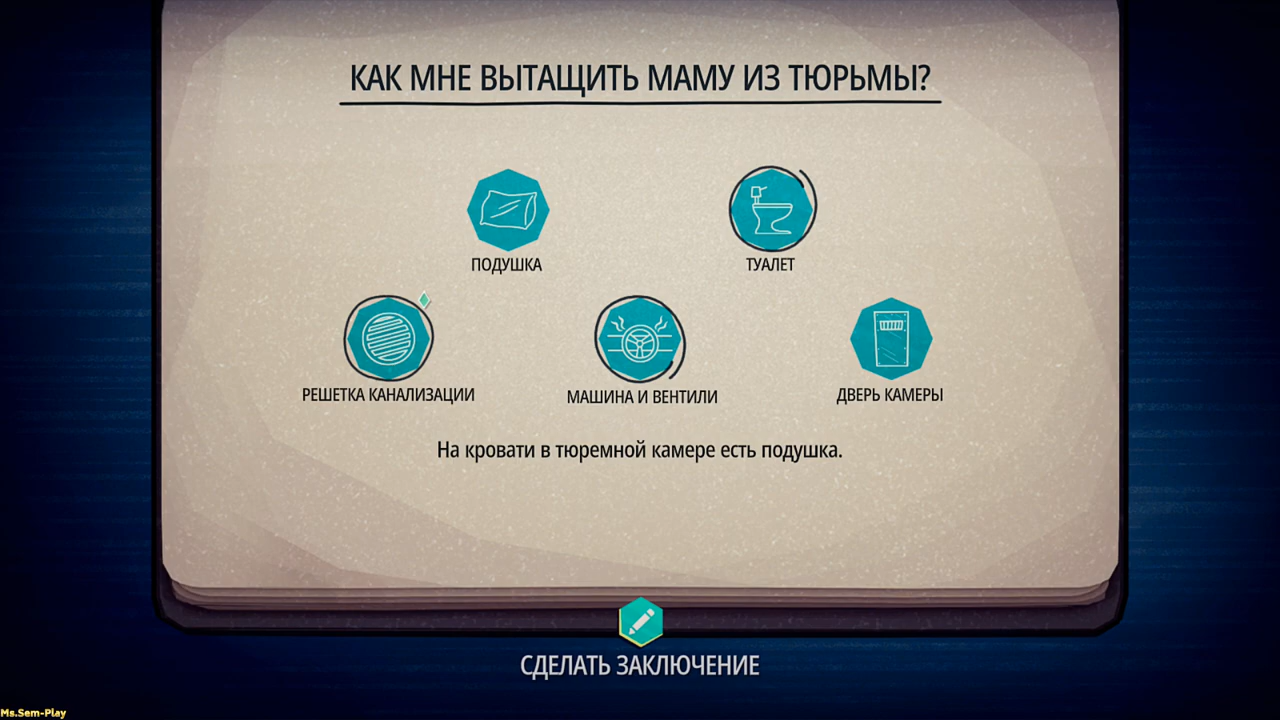 КАК МНЕ ВЫТАЩИТЬ МАМУ ИЗ ТЮРЬМЫ?
ПОДУШКА
ТУАЛЕТ
РЕШЕТКА КАНАЛИЗАЦИИ
МАШИНА И ВЕНТИЛИ
ДВЕРЬ КАМЕРЫ
На кровати в тюремной камере есть подушка.
СДЕЛАТЬ ЗАКЛЮЧЕНИЕ
Ms.Sem-Play